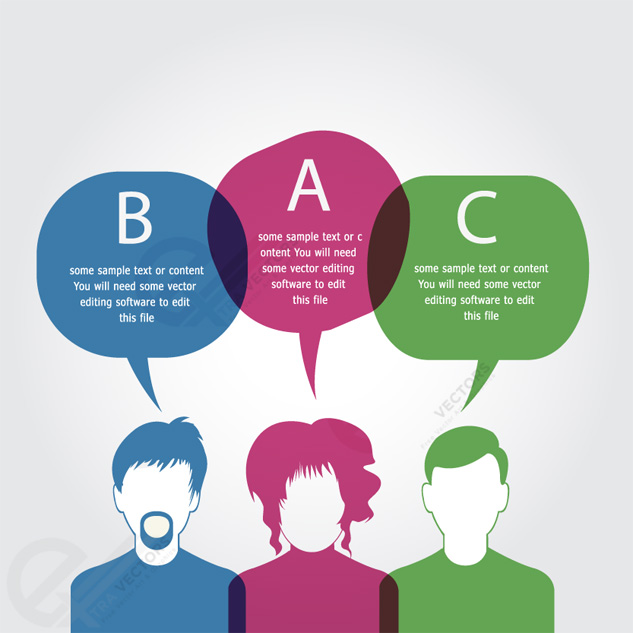 B
some sample text or content
You will need some vector
editing software to edit
this file
A
some sample text or c
ontent You will need
some vector editing
software to edit
this file
C
some sample text or content
You will need some vector
editing software to edit
this file
VECTORS
VECTORS